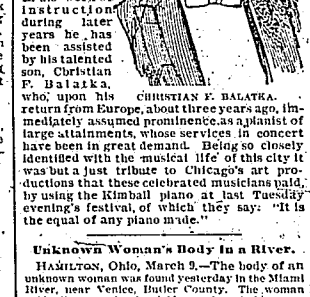 instruction
during later
years he has
been assisted
by his talented
son, Christian
F. Balatka,
who, upon his
CHRISTIAN F. BALATKA.
return from Europe, about three years ago, im-
mediately assumed prominence as a pianist of
large attainments, whose services in concert
have been in great demand. Being so closely
identified with the musical life of this city it
was but a just tribute to Chicago's art pro-
ductions that these celebrated musicians paid,
by using the Kimball piano at last Tuesday
evening's festival, of which they say: "It is
the equal of any piano made."
Unknown Woman's Body in a River.
HAMILTON, Ohio, March 9.—The body of an
unknown woman was found yesterday in the Miami
River, near Venice, Butler County. The woman